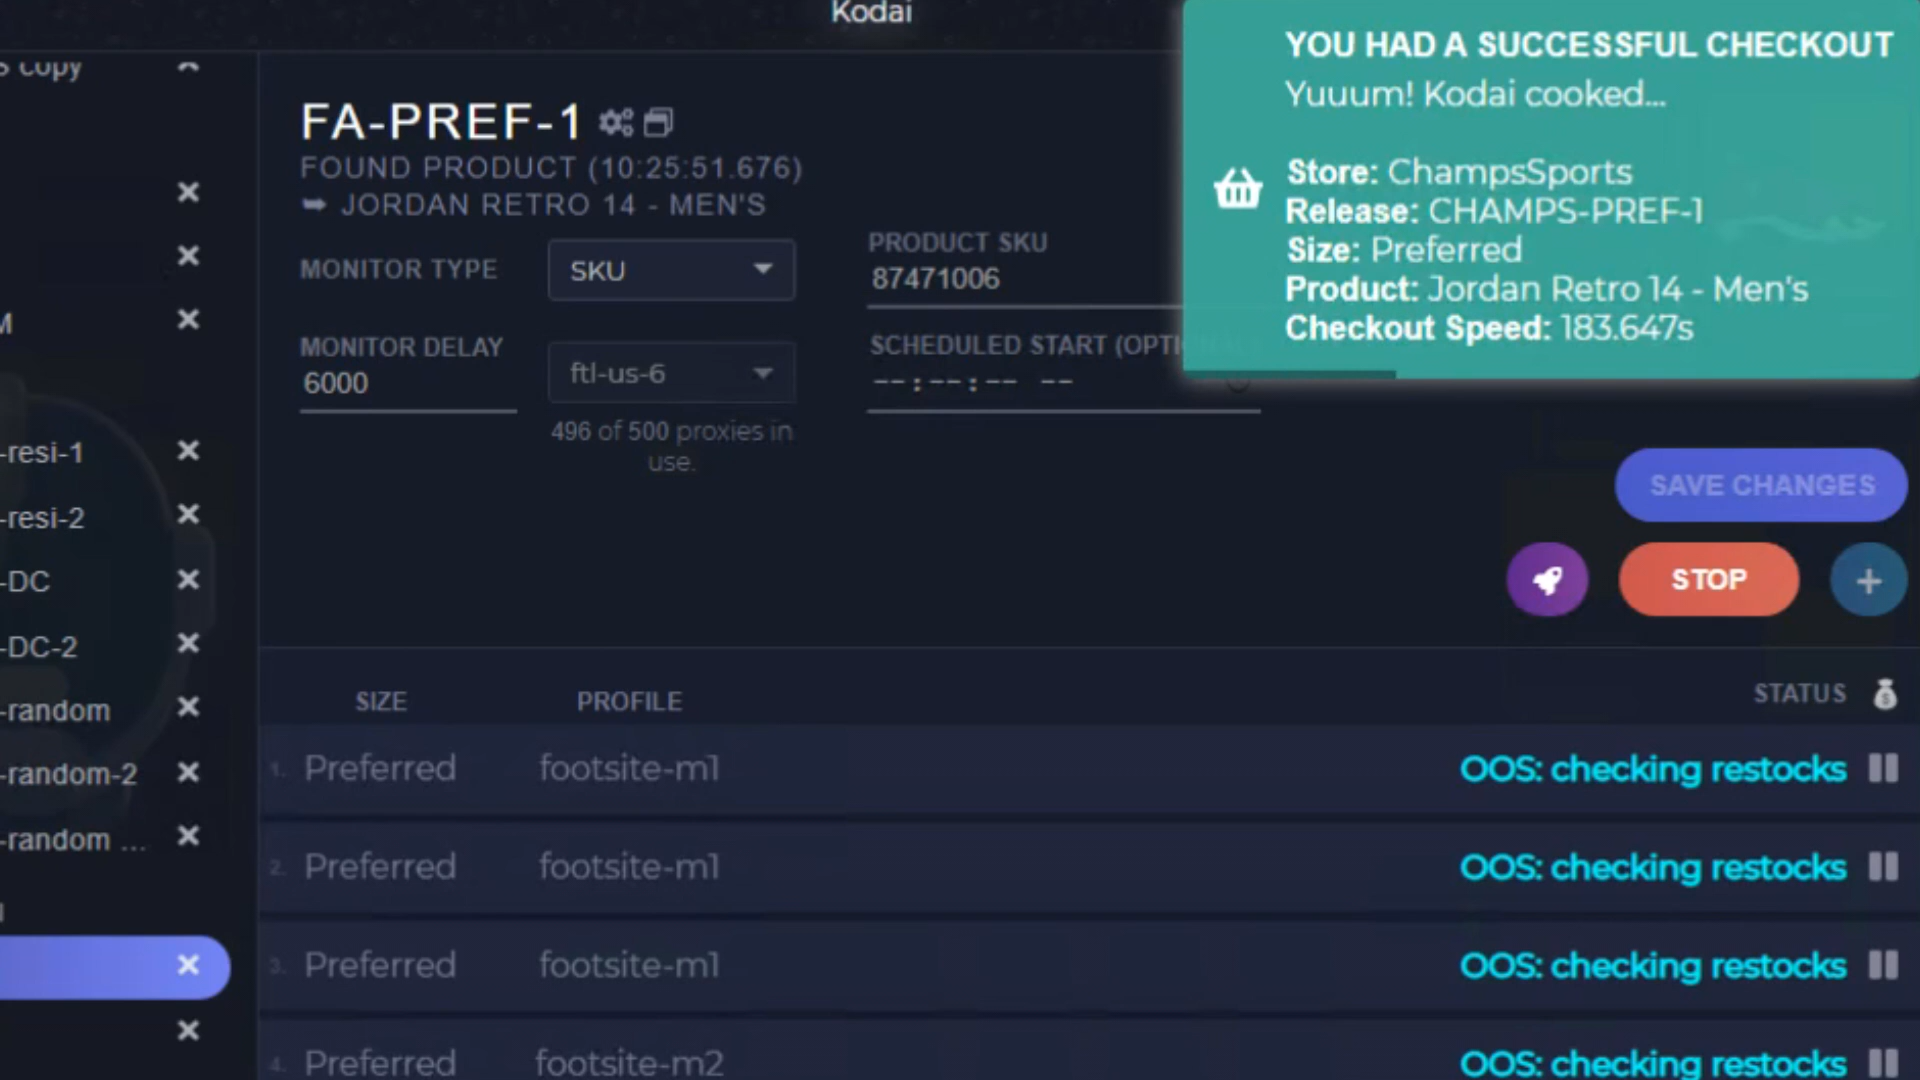 Kodai
copy
-resi-1
-resi-2
-DC
-DC-2
-random
-random-2
-random ...
FA-PREF-1
FOUND PRODUCT (10:25:51.676)
➥ JORDAN RETRO 14 - MEN'S
MONITOR TYPE
SKU
PRODUCT SKU
87471006
MONITOR DELAY
6000
ftl-us-6
496 of 500 proxies in
use.
SCHEDULED START (OPTI
--:--:-- --
YOU HAD A SUCCESSFUL CHECKOUT
Yuuum! Kodai cooked...
Store: ChampsSports
Release: CHAMPS-PREF-1
Size: Preferred
Product: Jordan Retro 14 - Men's
Checkout Speed: 183.647s
SAVE CHANGES
STOP
SIZE PROFILE STATUS
1. Preferred footsite-m1 OOS: checking restocks
2. Preferred footsite-m1 OOS: checking restocks
3. Preferred footsite-m1 OOS: checking restocks
4. Preferred footsite-m2 OOS: checking restocks